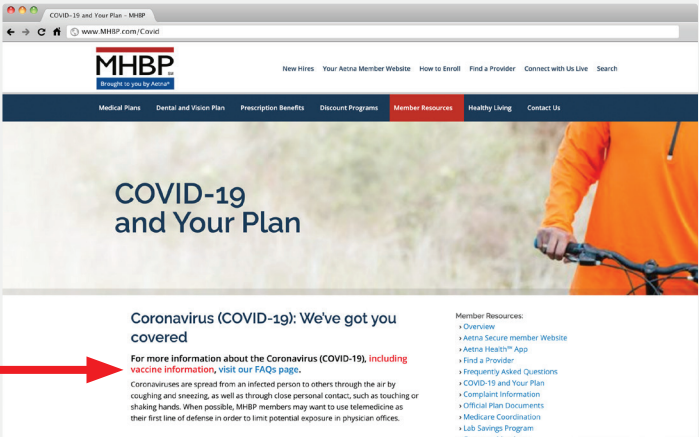 COVID-19 and Your Plan – MHBP
www.MHBP.com/Covid
MHBP SM
Brought to you by Aetna®
New Hires Your Aetna Member Website How to Enroll Find a Provider Connect with Us Live Search
Medical Plans Dental and Vision Plan Prescription Benefits Discount Programs Member Resources Healthy Living Contact Us
COVID-19
and Your Plan
Coronavirus (COVID-19): We've got you
covered
For more information about the Coronavirus (COVID-19), including
vaccine information, visit our FAQs page.
Coronaviruses are spread from an infected person to others through the air by
coughing and sneezing, as well as through close personal contact, such as touching or
shaking hands. When possible, MHBP members may want to use telemedicine as
their first line of defense in order to limit potential exposure in physician offices.
Member Resources:
› Overview
› Aetna Secure member Website
› Aetna Health™ App
› Find a Provider
› Frequently Asked Questions
› COVID-19 and Your Plan
› Complaint Information
› Official Plan Documents
› Medicare Coordination
› Lab Savings Program